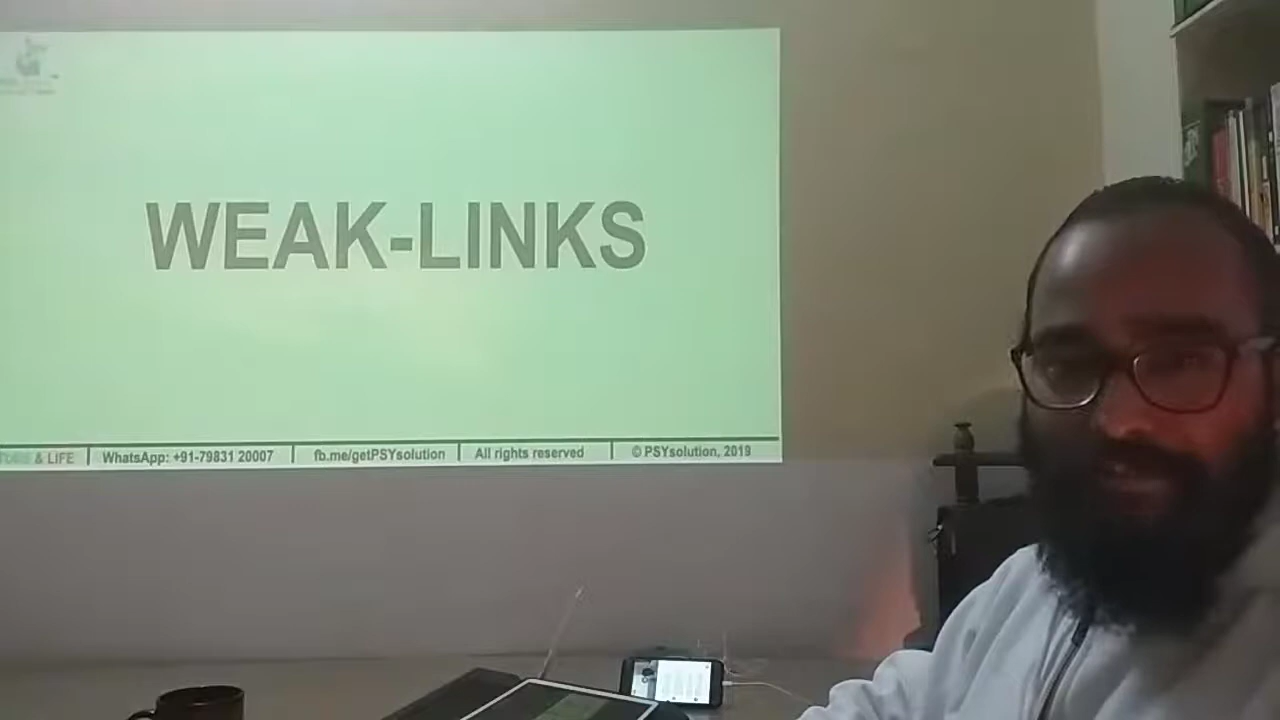 WEAK-LINKS
& LIFE
WhatsApp: +91-79831 20007
fb.me/getPSYsolution
All rights reserved
© PSYsolution, 2019